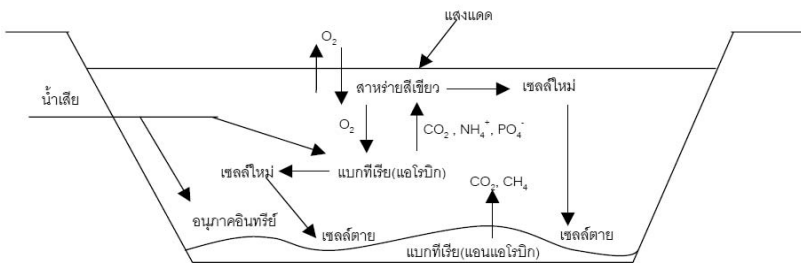 แสงแดด
O₂
สาหร่ายสีเขียว
เซลล์ใหม่
น้ำเสีย
O₂
CO₂ , NH₄⁺, PO₄⁻
เซลล์ใหม่
แบกทีเรีย(แอโรบิก)
CO₂, CH₄
อนุภาคอินทรีย์
เซลล์ตาย
เซลล์ตาย
แบกทีเรีย(แอนแอโรบิก)